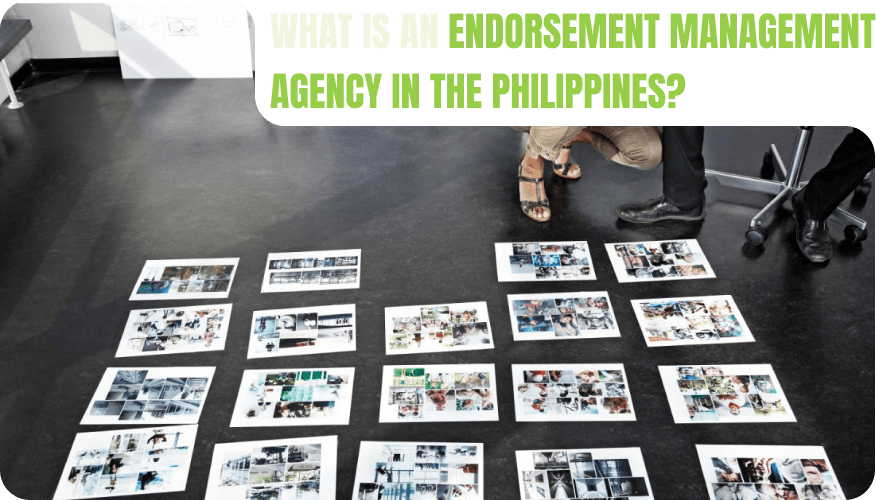 WHAT IS AN ENDORSEMENT MANAGEMENT
AGENCY IN THE PHILIPPINES?